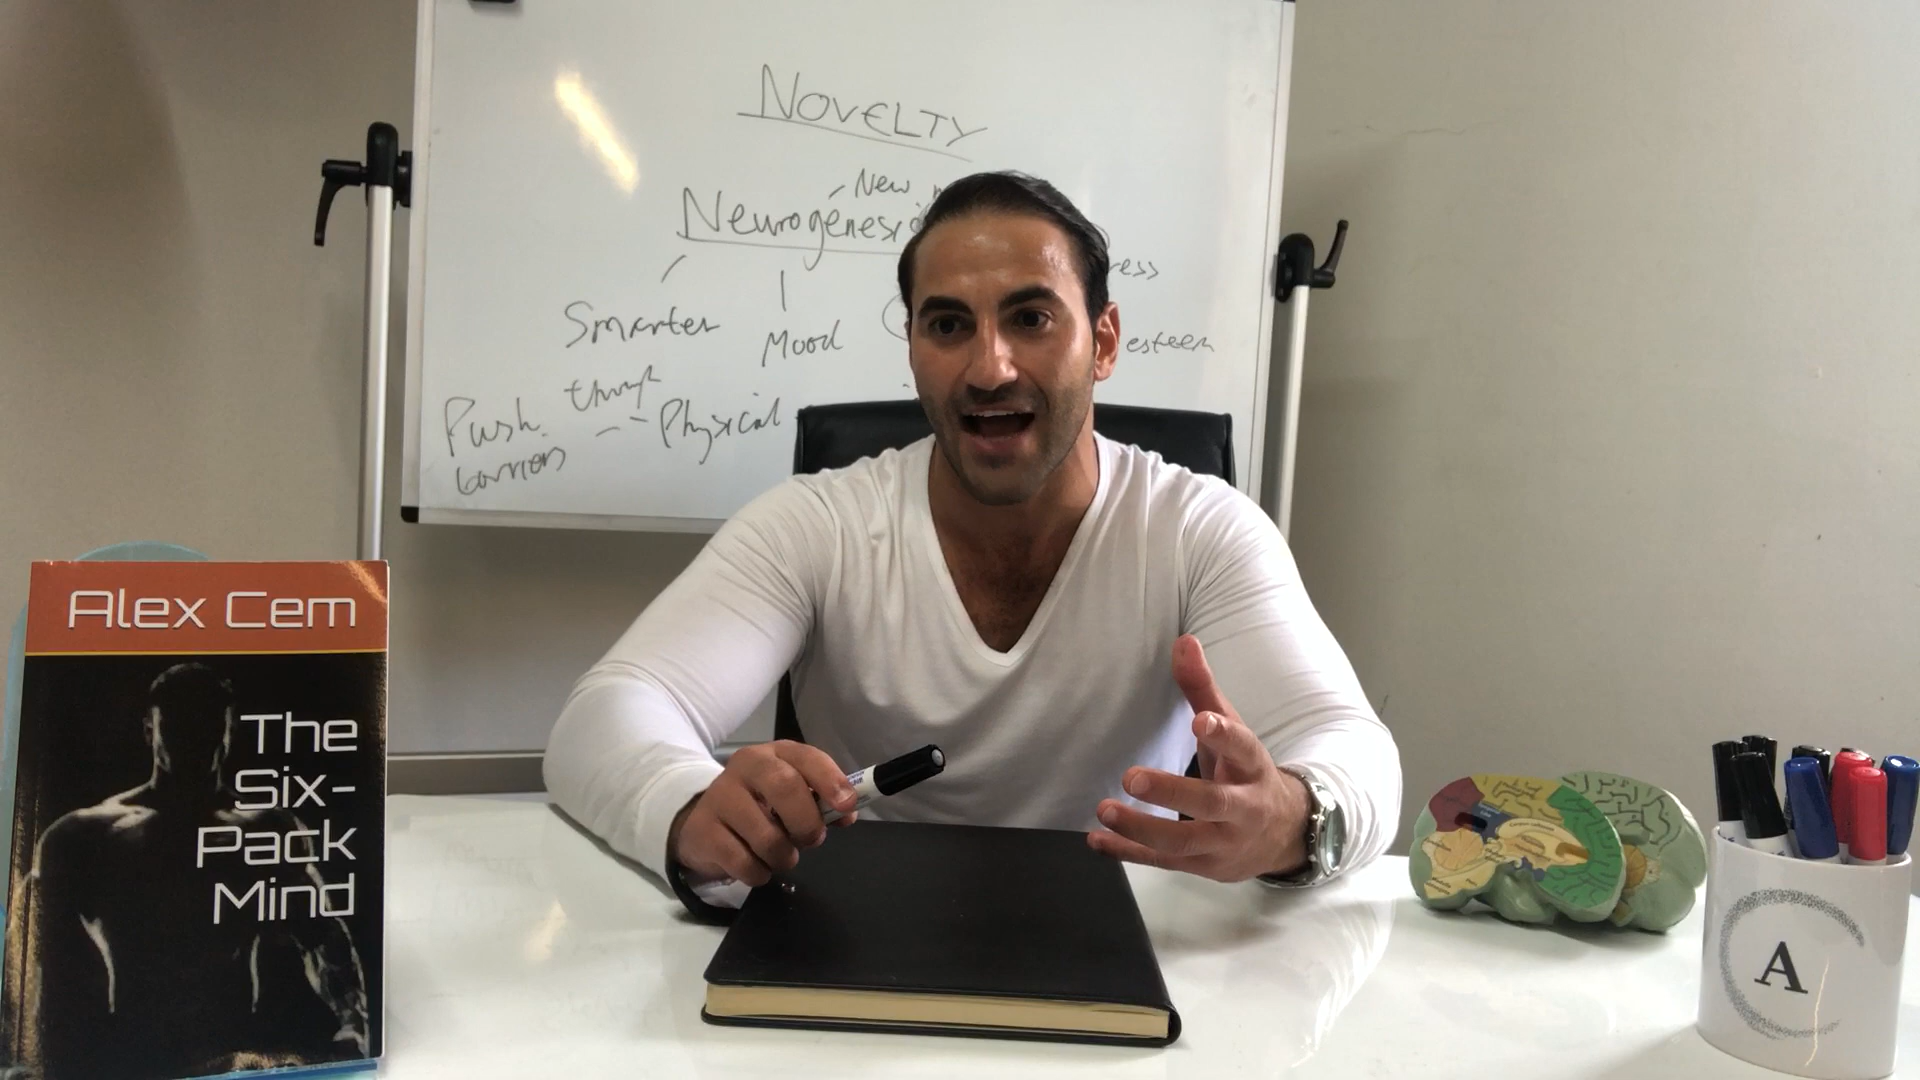 NOVELTY
New
Neurogenesis
ress
Smarter
Mood
esteem
Push through
barriers
Physical
Alex Cem
The
Six-
Pack
Mind
A